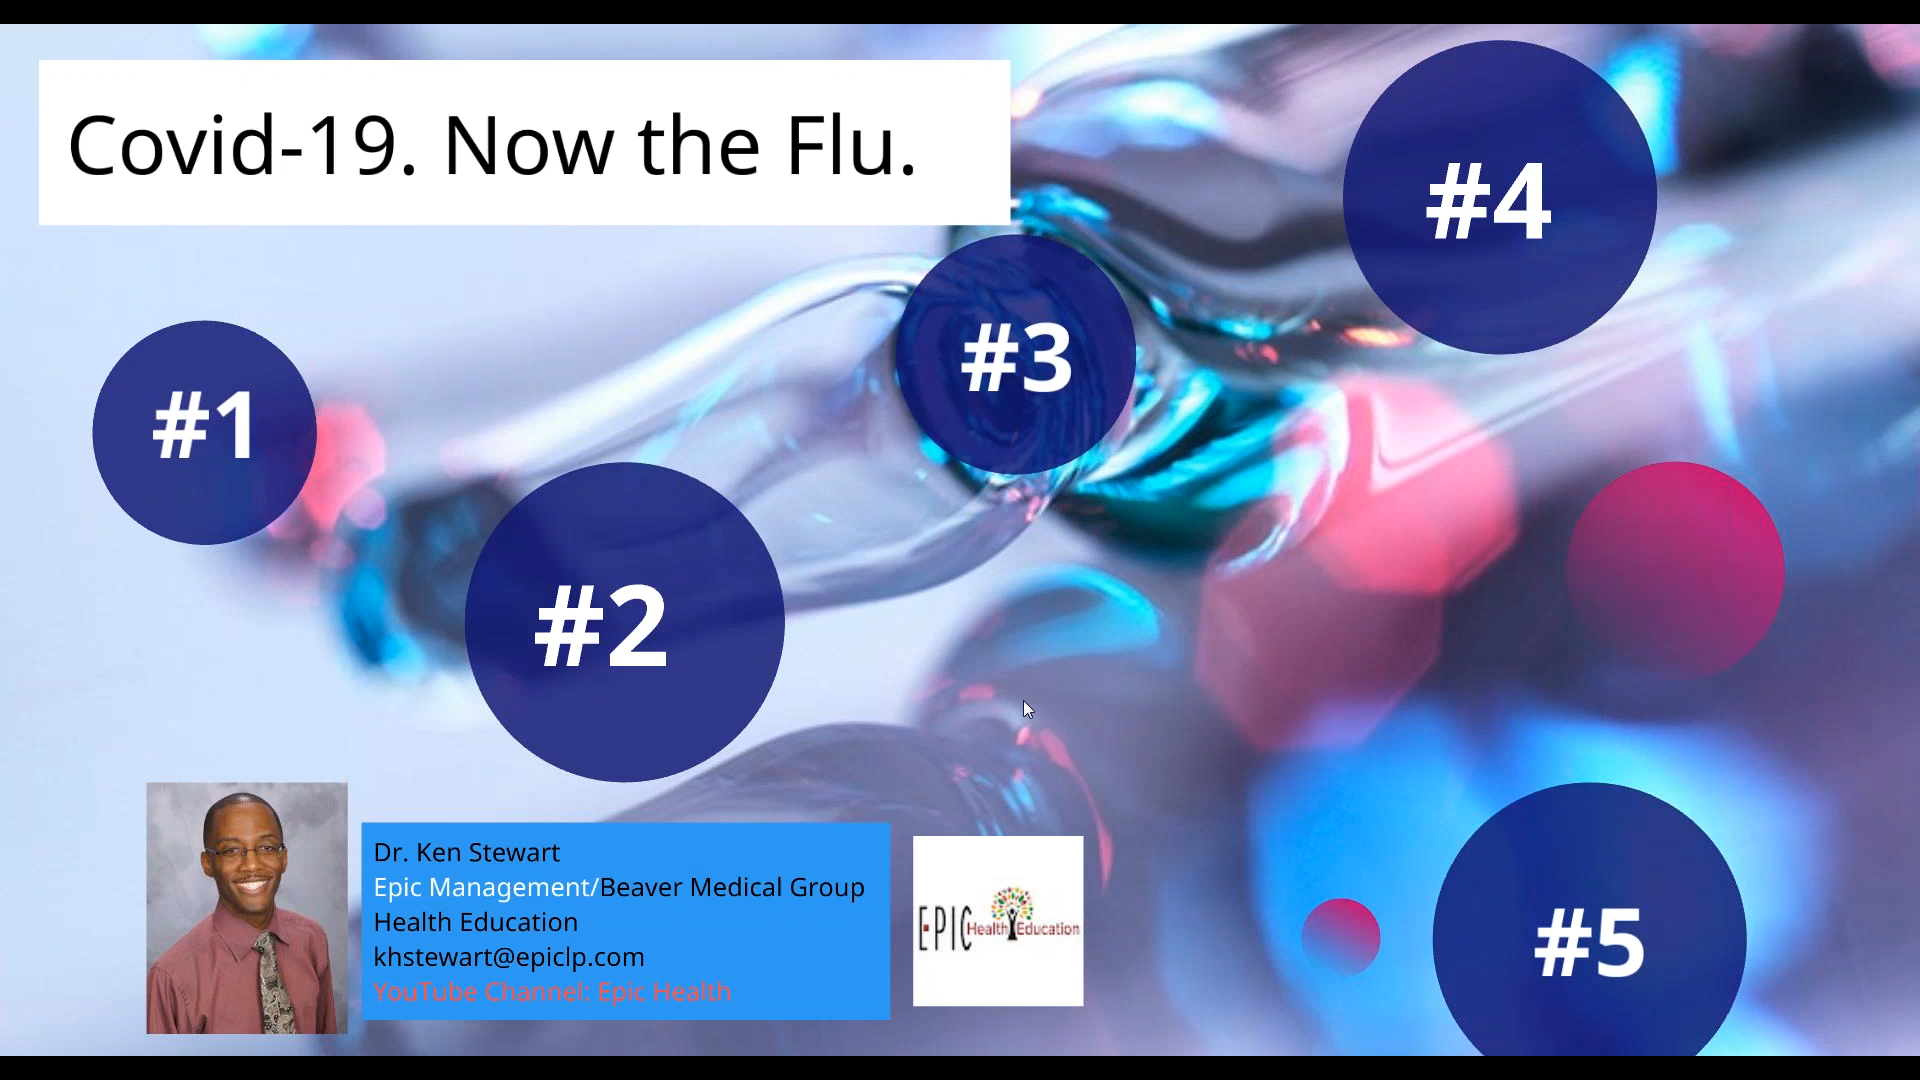 Covid-19. Now the Flu.
#4
#3
#1
#2
Dr. Ken Stewart
Epic Management/Beaver Medical Group
Health Education
khstewart@epiclp.com
YouTube Channel: Epic Health
EPIC Health Education
#5